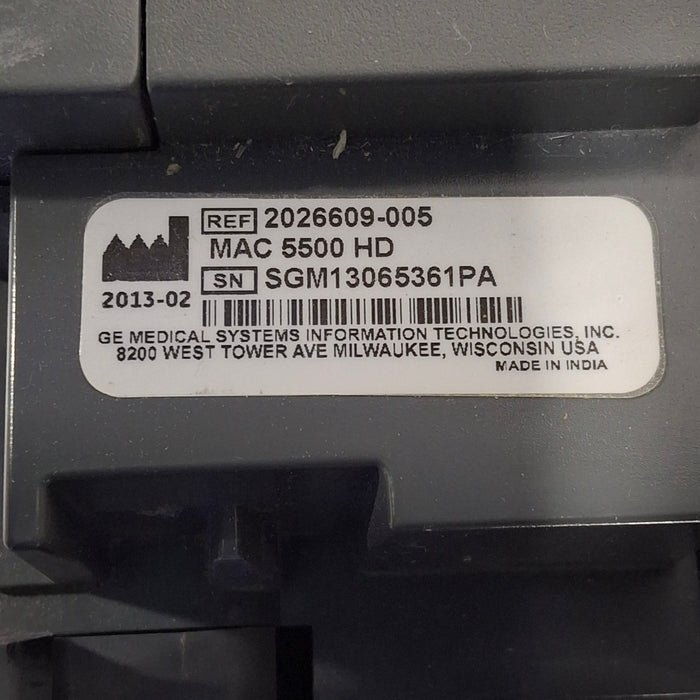 REF 2026609-005
MAC 5500 HD
SN SGM13065361PA
2013-02
GE MEDICAL SYSTEMS INFORMATION TECHNOLOGIES, INC.
8200 WEST TOWER AVE MILWAUKEE, WISCONSIN USA
MADE IN INDIA